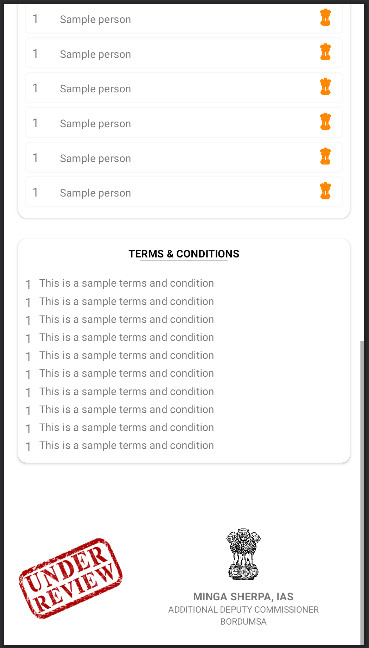 1 Sample person
1 Sample person
1 Sample person
1 Sample person
1 Sample person
1 Sample person
TERMS & CONDITIONS
1 This is a sample terms and condition
1 This is a sample terms and condition
1 This is a sample terms and condition
1 This is a sample terms and condition
1 This is a sample terms and condition
1 This is a sample terms and condition
1 This is a sample terms and condition
1 This is a sample terms and condition
1 This is a sample terms and condition
1 This is a sample terms and condition
UNDER
REVIEW
MINGA SHERPA, IAS
ADDITIONAL DEPUTY COMMISSIONER
BORDUMSA